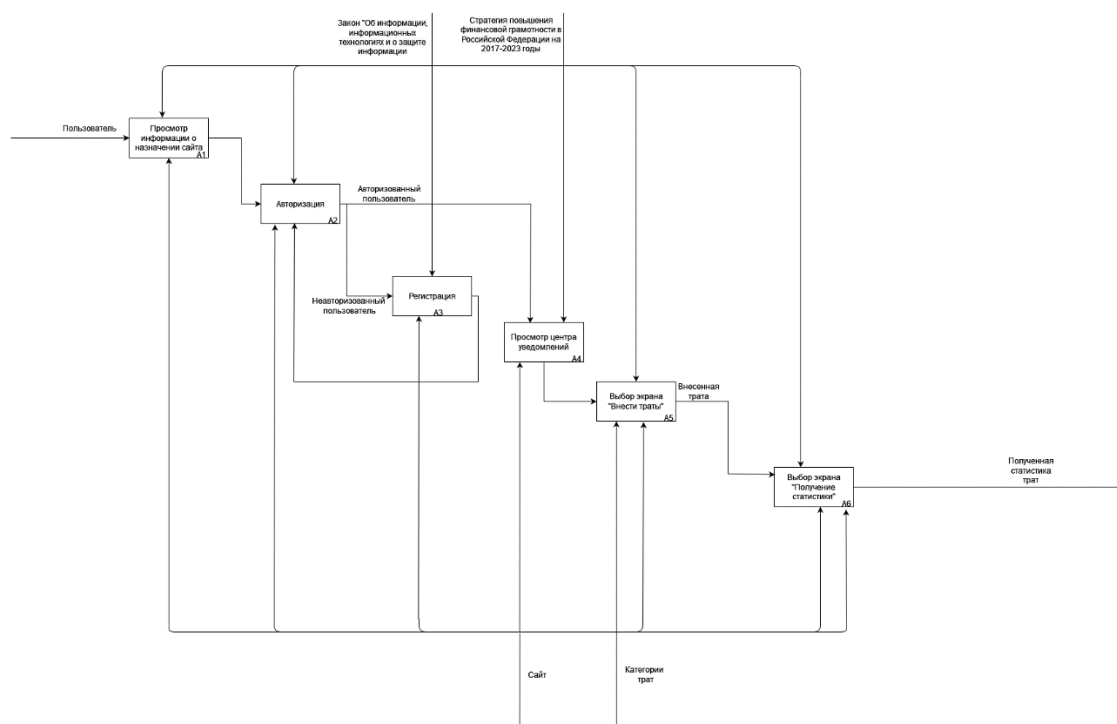 Закон "Об информации,
информационных
технологиях и о защите
информации
Стратегия повышения
финансовой грамотности в
Российской Федерации на
2017-2023 годы
Пользователь
Просмотр
информации о
назначении сайта
A1
Авторизация
A2
Авторизованный
пользователь
Неавторизованный
пользователь
Регистрация
A3
Просмотр центра
уведомлений
A4
Выбор экрана
"Внести траты"
A5
Внесенная
трата
Выбор экрана
"Получение
статистики"
A6
Полученная
статистика
трат
Сайт
Категории
трат